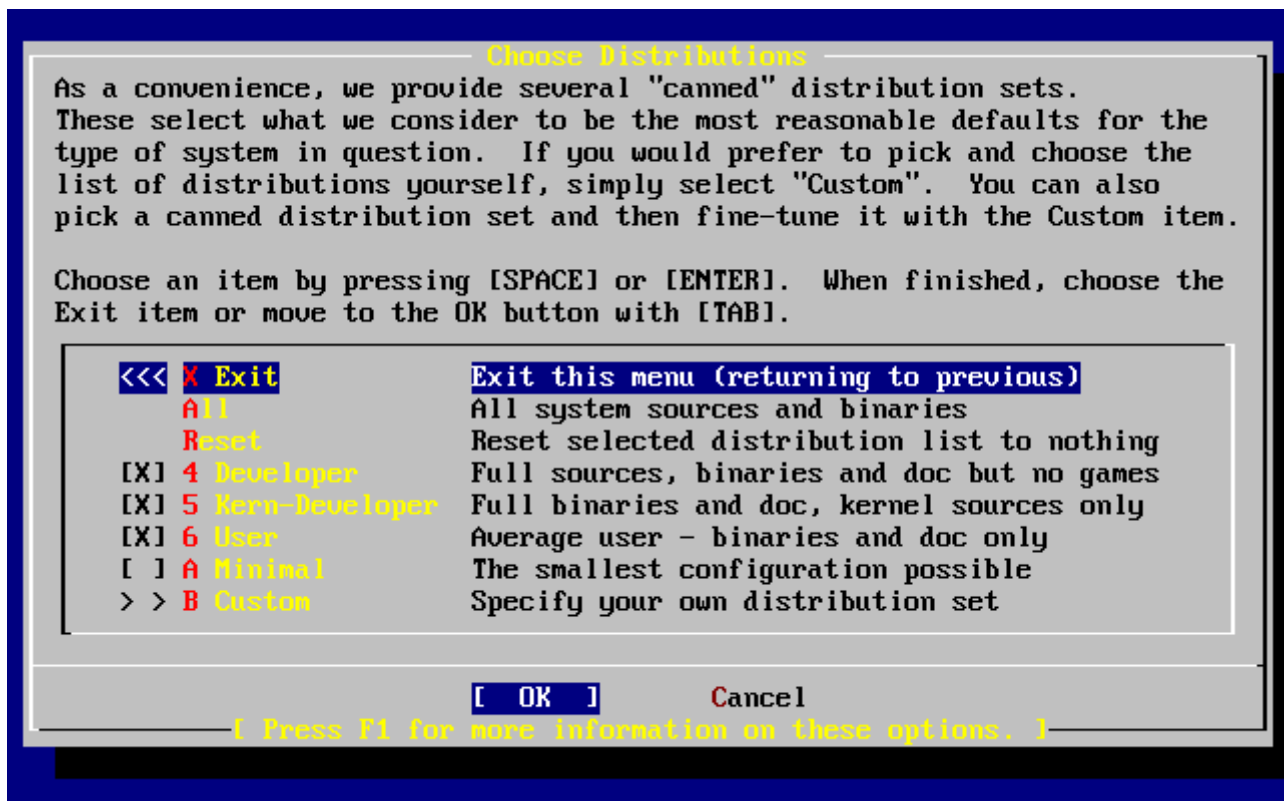 Choose Distributions
As a convenience, we provide several "canned" distribution sets.
These select what we consider to be the most reasonable defaults for the
type of system in question.  If you would prefer to pick and choose the
list of distributions yourself, simply select "Custom".  You can also
pick a canned distribution set and then fine-tune it with the Custom item.
Choose an item by pressing [SPACE] or [ENTER].  When finished, choose the
Exit item or move to the OK button with [TAB].
<<< X Exit Exit this menu (returning to previous)
All All system sources and binaries
Reset Reset selected distribution list to nothing
[X] 4 Developer Full sources, binaries and doc but no games
[X] 5 Kern-Developer Full binaries and doc, kernel sources only
[X] 6 User Average user - binaries and doc only
[ ] A Minimal The smallest configuration possible
> > B Custom Specify your own distribution set
[ OK ] Cancel
[ Press F1 for more information on these options. ]